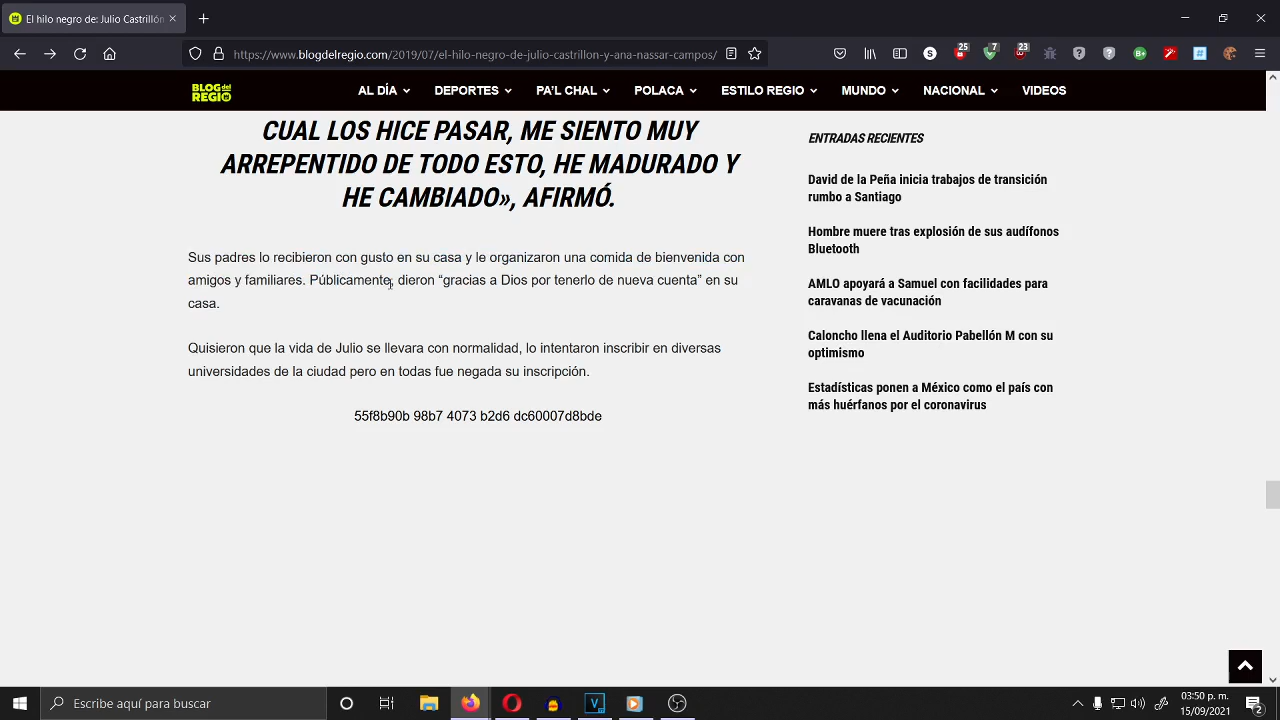 El hilo negro de: Julio Castrillón
https://www.blogdelregio.com/2019/07/el-hilo-negro-de-julio-castrillon-y-ana-nassar-campos/
25
7
23
BLOG del
REGIO
AL DÍA
DEPORTES
PA'L CHAL
POLACA
ESTILO REGIO
MUNDO
NACIONAL
VIDEOS
CUAL LOS HICE PASAR, ME SIENTO MUY
ARREPENTIDO DE TODO ESTO, HE MADURADO Y
HE CAMBIADO», AFIRMÓ.
Sus padres lo recibieron con gusto en su casa y le organizaron una comida de bienvenida con
amigos y familiares. Públicamente, dieron “gracias a Dios por tenerlo de nueva cuenta” en su
casa.
Quisieron que la vida de Julio se llevara con normalidad, lo intentaron inscribir en diversas
universidades de la ciudad pero en todas fue negada su inscripción.
55f8b90b 98b7 4073 b2d6 dc60007d8bde
ENTRADAS RECIENTES
David de la Peña inicia trabajos de transición
rumbo a Santiago
Hombre muere tras explosión de sus audífonos
Bluetooth
AMLO apoyará a Samuel con facilidades para
caravanas de vacunación
Caloncho llena el Auditorio Pabellón M con su
optimismo
Estadísticas ponen a México como el país con
más huérfanos por el coronavirus
Escribe aquí para buscar
03:50 p. m.
15/09/2021
2